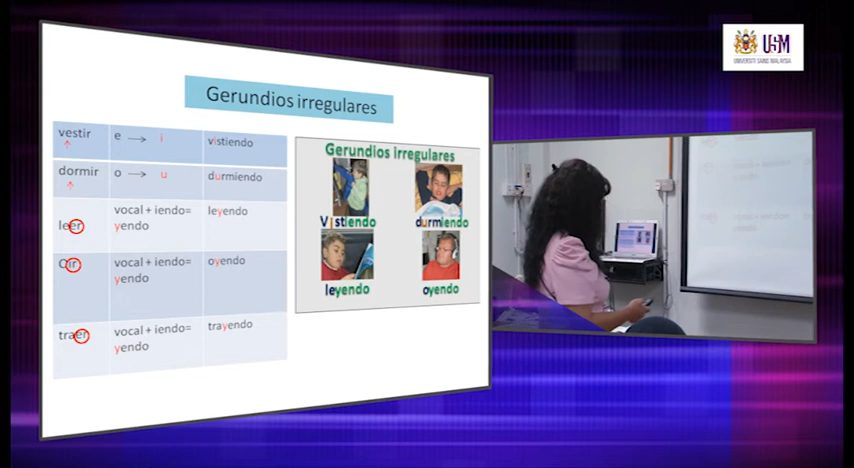 USM
UNIVERSITI SAINS MALAYSIA
Gerundios irregulares
vestir
e → i
vistiendo
dormir
o → u
durmiendo
leer
vocal + iendo=
yendo
leyendo
Oir
vocal + iendo=
yendo
oyendo
traer
vocal + iendo=
yendo
trayendo
Gerundios irregulares
Vistiendo
durmiendo
leyendo
oyendo